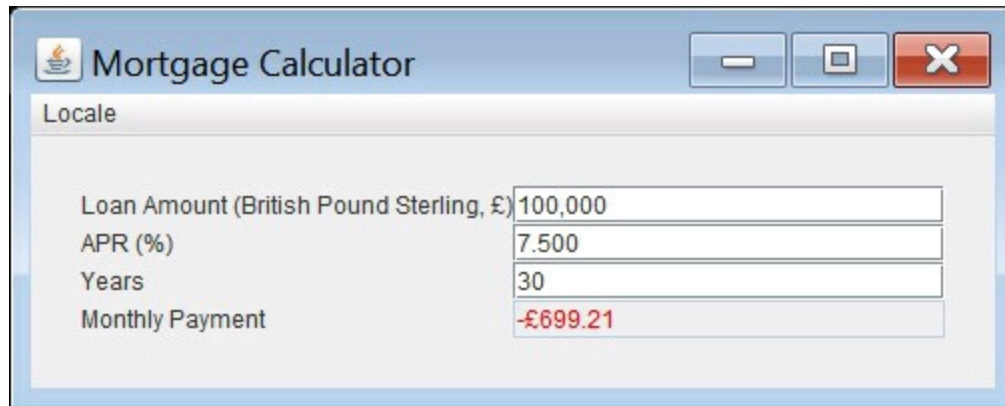 Mortgage Calculator
Locale
Loan Amount (British Pound Sterling, £) 100,000
APR (%) 7.500
Years 30
Monthly Payment -£699.21